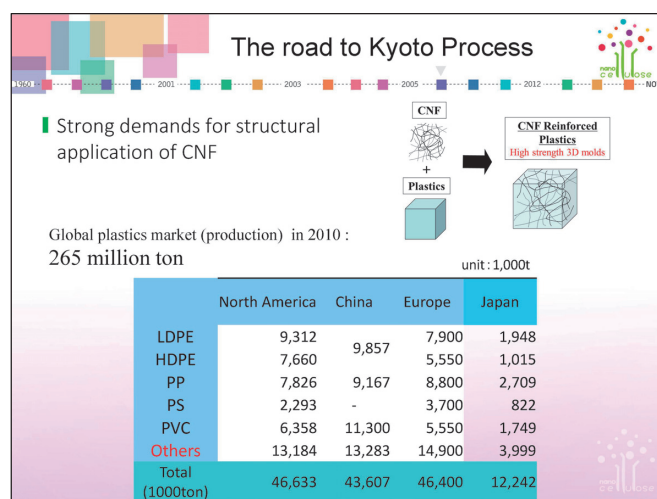 The road to Kyoto Process
nano
cellulose
1960 2001 2003 2005 2012 NO
Strong demands for structural
application of CNF
CNF
+
Plastics
CNF Reinforced
Plastics
High strength 3D molds
Global plastics market (production) in 2010 :
265 million ton
unit : 1,000t
North America China Europe Japan
LDPE 9,312 9,857 7,900 1,948
HDPE 7,660 5,550 1,015
PP 7,826 9,167 8,800 2,709
PS 2,293 - 3,700 822
PVC 6,358 11,300 5,550 1,749
Others 13,184 13,283 14,900 3,999
Total
(1000ton) 46,633 43,607 46,400 12,242
nano
cellulose